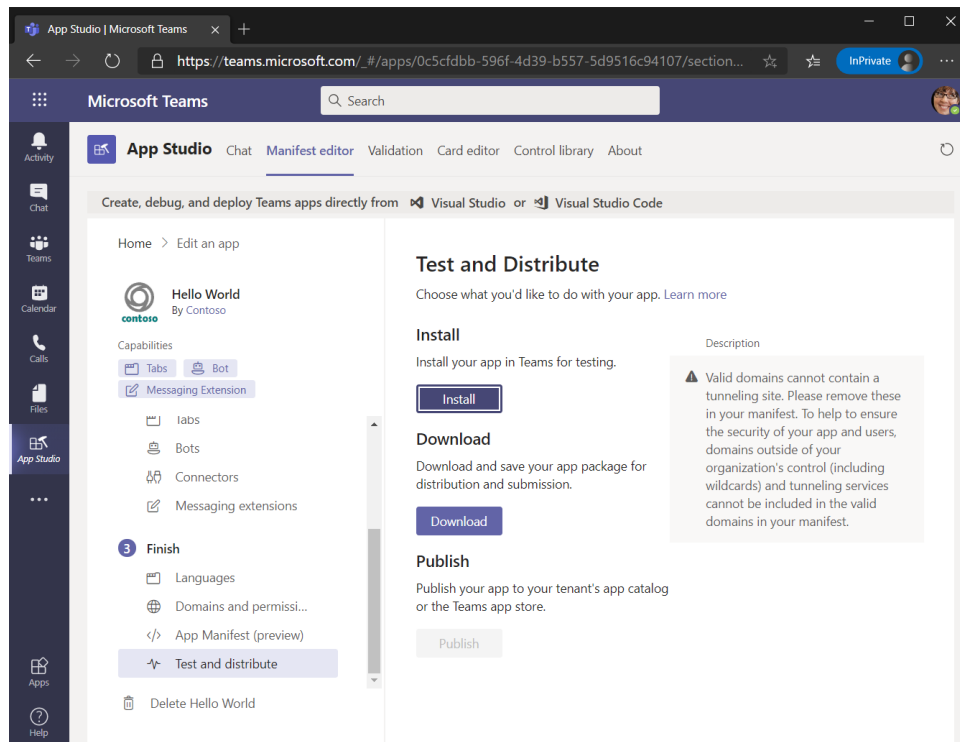 App Studio | Microsoft Teams
https://teams.microsoft.com/_#/apps/0c5cfdbb-596f-4d39-b557-5d9516c94107/section...
InPrivate
Microsoft Teams
Search
Activity
Chat
Teams
Calendar
Calls
Files
App Studio
Apps
Help
App Studio Chat Manifest editor Validation Card editor Control library About
Create, debug, and deploy Teams apps directly from Visual Studio or Visual Studio Code
Home > Edit an app
contoso
Hello World
By Contoso
Capabilities
Tabs Bot
Messaging Extension
Tabs
Bots
Connectors
Messaging extensions
3 Finish
Languages
Domains and permissi...
</> App Manifest (preview)
Test and distribute
Delete Hello World
Test and Distribute
Choose what you'd like to do with your app. Learn more
Install
Install your app in Teams for testing.
Install
Download
Download and save your app package for
distribution and submission.
Download
Publish
Publish your app to your tenant's app catalog
or the Teams app store.
Publish
Description
Valid domains cannot contain a
tunneling site. Please remove these
in your manifest. To help to ensure
the security of your app and users,
domains outside of your
organization's control (including
wildcards) and tunneling services
cannot be included in the valid
domains in your manifest.